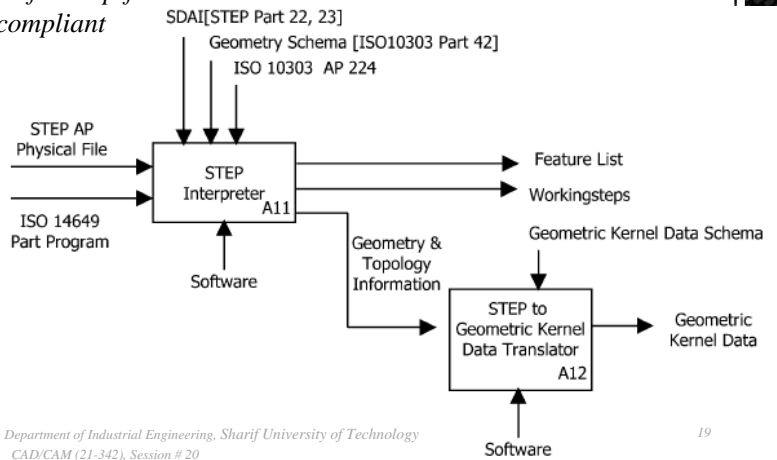 compliant
SDAI[STEP Part 22, 23]
Geometry Schema [ISO10303 Part 42]
ISO 10303 AP 224
STEP AP
Physical File
STEP
Interpreter
A11
ISO 14649
Part Program
Software
Feature List
Workingsteps
Geometry &
Topology
Information
Geometric Kernel Data Schema
STEP to
Geometric Kernel
Data Translator
A12
Geometric
Kernel Data
Software
Department of Industrial Engineering, Sharif University of Technology
CAD/CAM (21-342), Session # 20
19